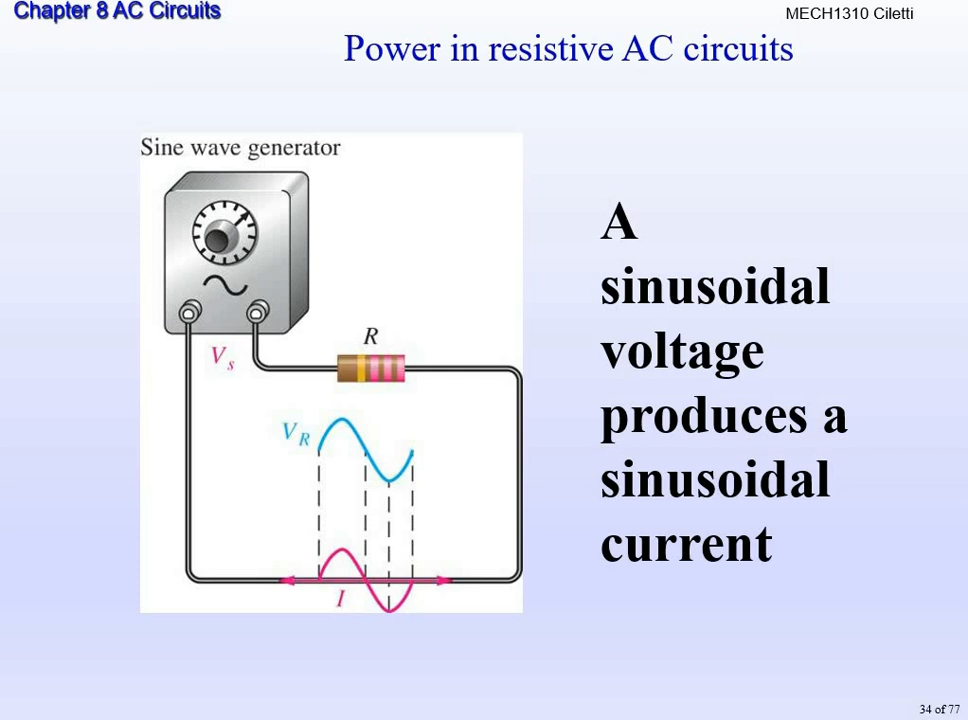 Chapter 8 AC Circuits
MECH1310 Ciletti
Power in resistive AC circuits
Sine wave generator
R
Vs
VR
I
A
sinusoidal
voltage
produces a
sinusoidal
current
34 of 77